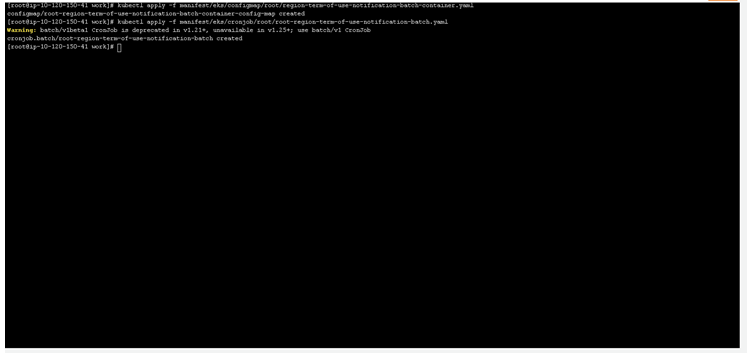 [root@ip-10-120-150-41 work]# kubectl apply -f manifest/eks/configmap/root/region-term-of-use-notification-batch-container.yaml
configmap/root-region-term-of-use-notification-batch-container-config-map created
[root@ip-10-120-150-41 work]# kubectl apply -f manifest/eks/cronjob/root/root-region-term-of-use-notification-batch.yaml
Warning: batch/v1beta1 CronJob is deprecated in v1.21+, unavailable in v1.25+; use batch/v1 CronJob
cronjob.batch/root-region-term-of-use-notification-batch created
[root@ip-10-120-150-41 work]#